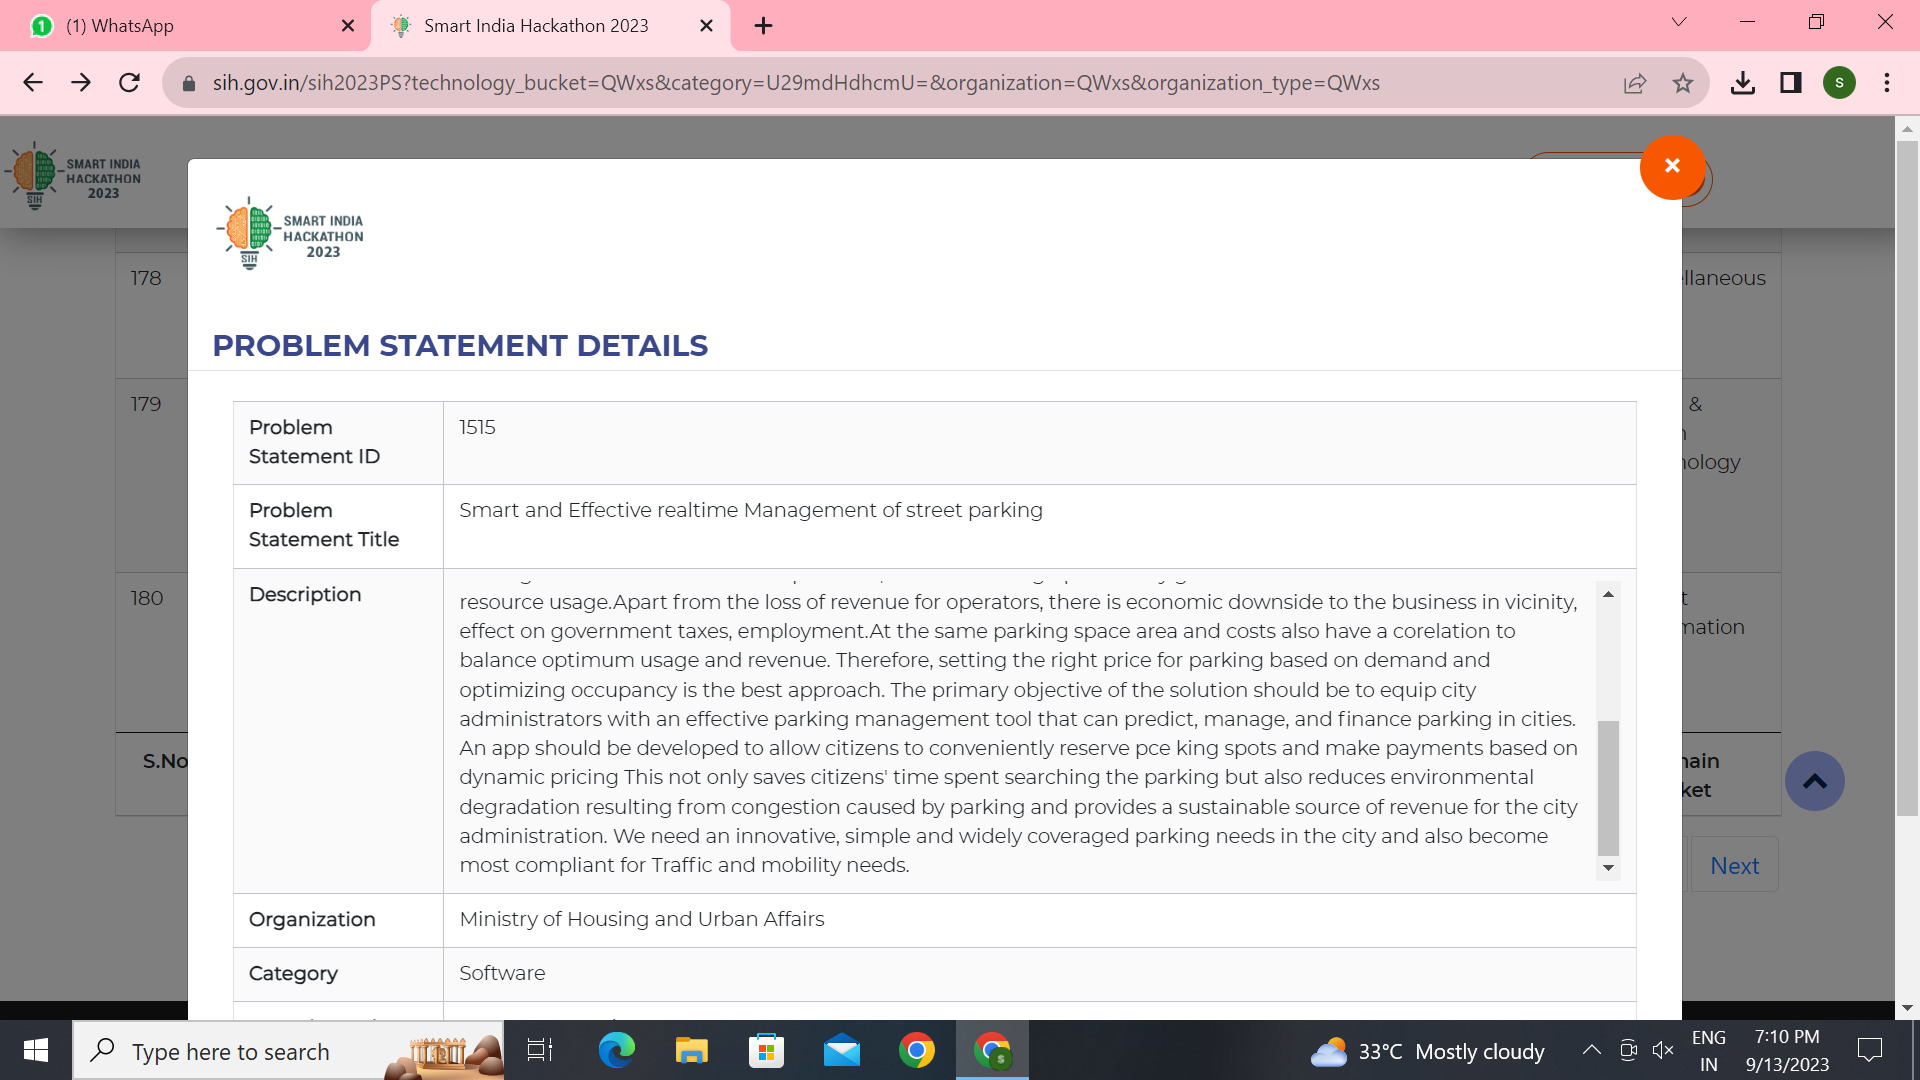 (1) WhatsApp
Smart India Hackathon 2023
sih.gov.in/sih2023PS?technology_bucket=QWxs&category=U29mdHdhcmU=&organization=QWxs&organization_type=QWxs
S
SMART INDIA
HACKATHON
2023
SIH
SMART INDIA
HACKATHON
2023
SIH
178
llaneous
PROBLEM STATEMENT DETAILS
179
&
nology
Problem
Statement ID
1515
Problem
Statement Title
Smart and Effective realtime Management of street parking
180
mation
Description
resource usage.Apart from the loss of revenue for operators, there is economic downside to the business in vicinity,
effect on government taxes, employment.At the same parking space area and costs also have a corelation to
balance optimum usage and revenue. Therefore, setting the right price for parking based on demand and
optimizing occupancy is the best approach. The primary objective of the solution should be to equip city
administrators with an effective parking management tool that can predict, manage, and finance parking in cities.
An app should be developed to allow citizens to conveniently reserve pce king spots and make payments based on
dynamic pricing This not only saves citizens' time spent searching the parking but also reduces environmental
degradation resulting from congestion caused by parking and provides a sustainable source of revenue for the city
administration. We need an innovative, simple and widely coveraged parking needs in the city and also become
most compliant for Traffic and mobility needs.
S.No
main
ket
Next
Organization
Ministry of Housing and Urban Affairs
Category
Software
Type here to search
33°C Mostly cloudy
ENG
IN
7:10 PM
9/13/2023